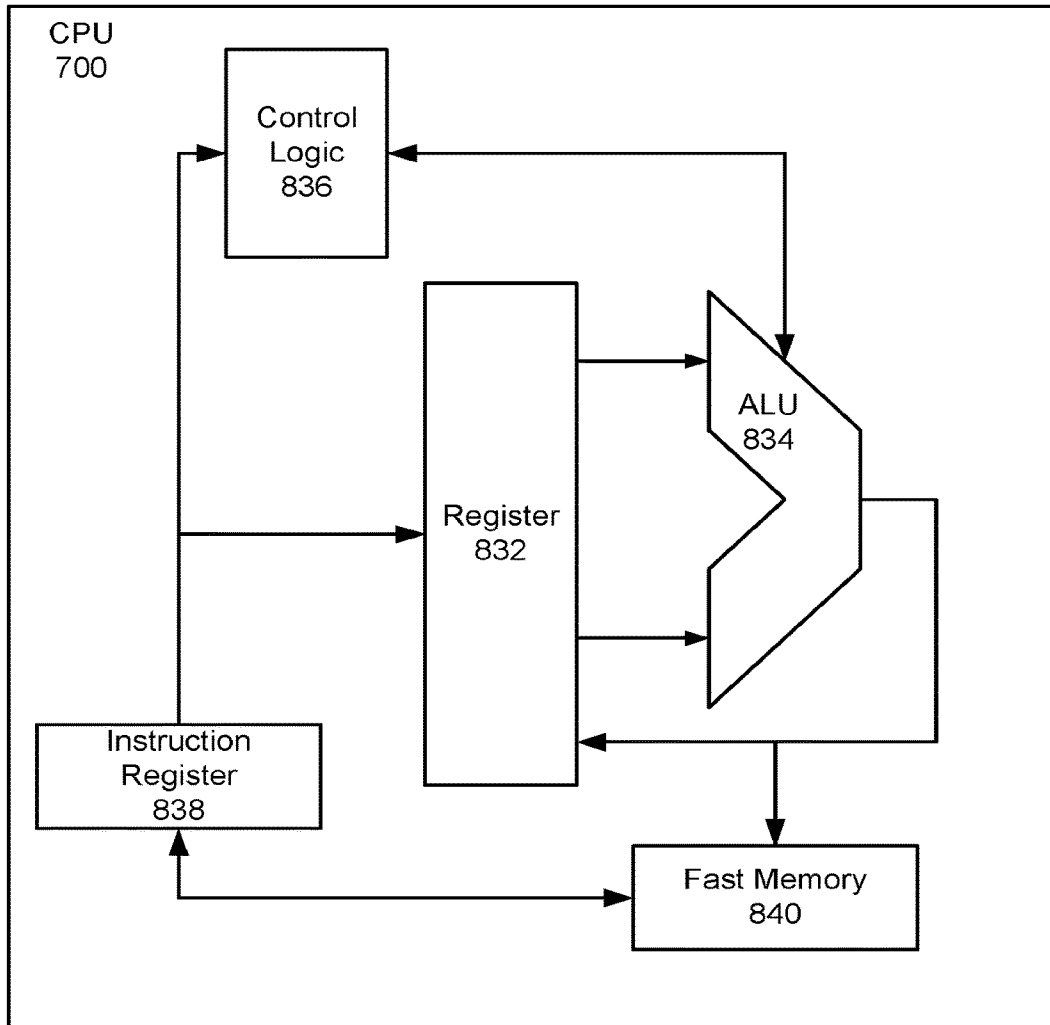 CPU
700
Control
Logic
836
ALU
834
Register
832
Instruction
Register
838
Fast Memory
840